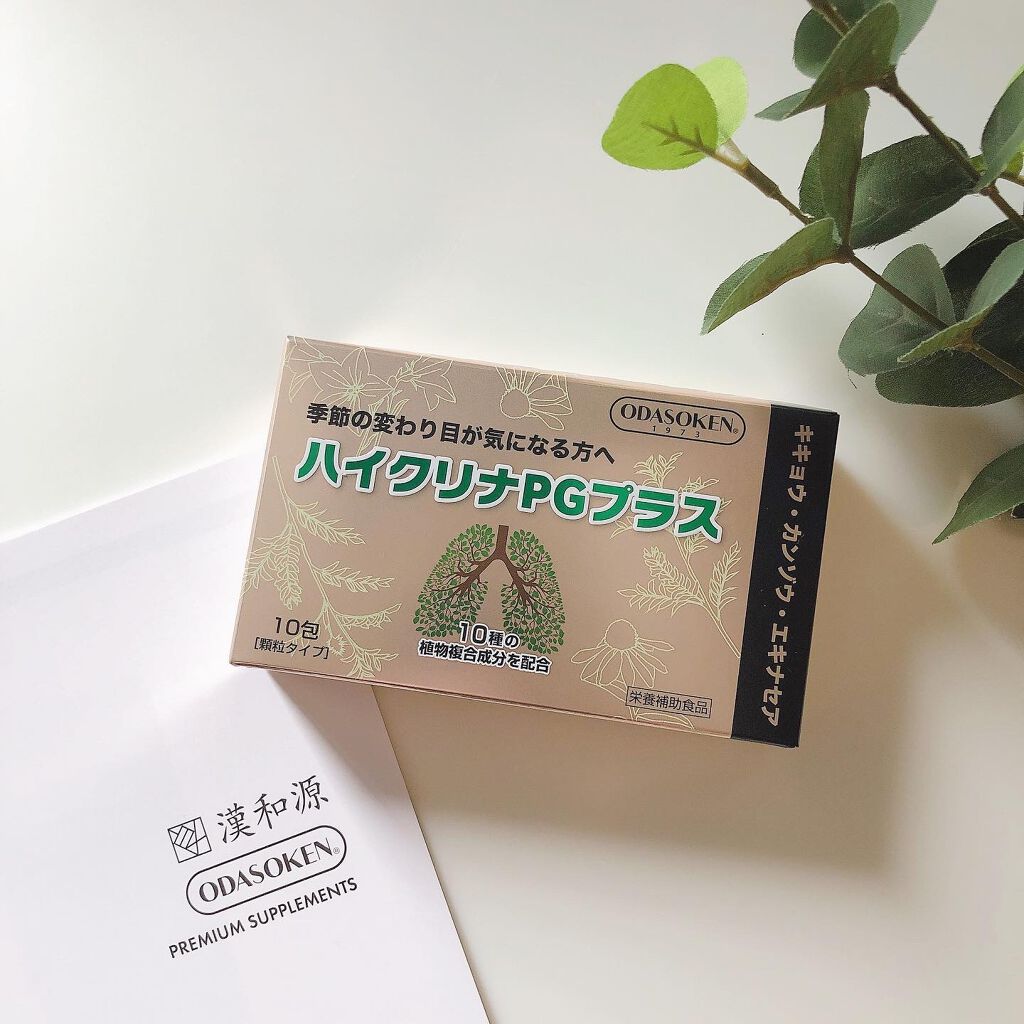 ODASOKEN®
1973
季節の変わり目が気になる方へ
ハイクリナPGプラス
10包
[顆粒タイプ]
10種の
植物複合成分を配合
栄養補助食品
キキョウ・カンゾウ・エキナセア
漢和源
ODASOKEN®
PREMIUM SUPPLEMENTS